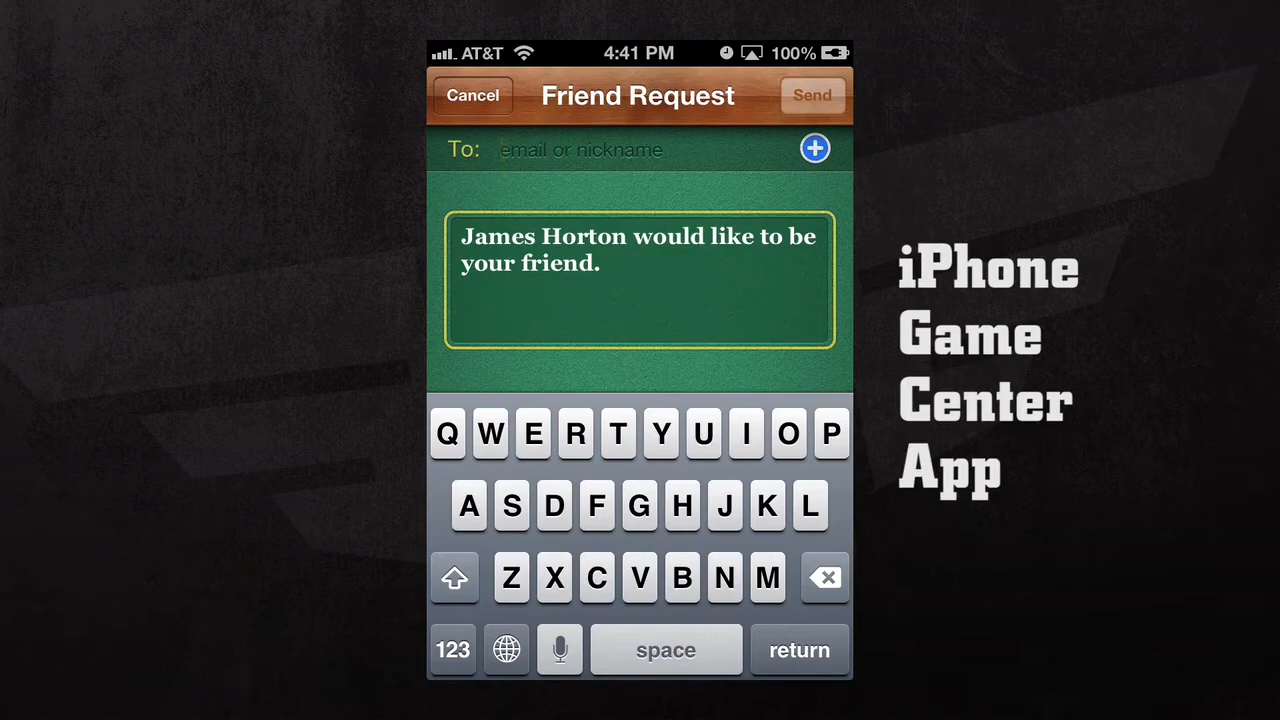 AT&T 4:41 PM 100%
Cancel Friend Request Send
To: email or nickname
James Horton would like to be
your friend.
iPhone
Game
Center
App
Q W E R T Y U I O P
A S D F G H J K L
Z X C V B N M
123 space return